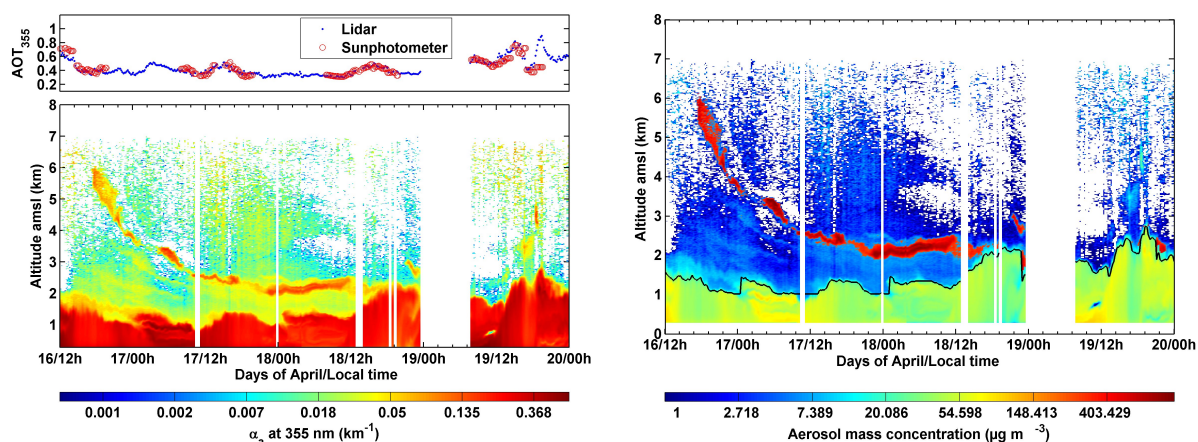 AOT355
1
0.8
0.6
0.4
0.2
Lidar
Sunphotometer
Altitude amsl (km)
8
7
6
5
4
3
2
1
16/12h 17/00h 17/12h 18/00h 18/12h 19/00h 19/12h 20/00h
Days of April/Local time
0.001 0.002 0.007 0.018 0.05 0.135 0.368
αa at 355 nm (km-1)
Altitude amsl (km)
8
7
6
5
4
3
2
1
0
16/12h 17/00h 17/12h 18/00h 18/12h 19/00h 19/12h 20/00h
Days of April/Local time
1 2.718 7.389 20.086 54.598 148.413 403.429
Aerosol mass concentration (µg m -3)